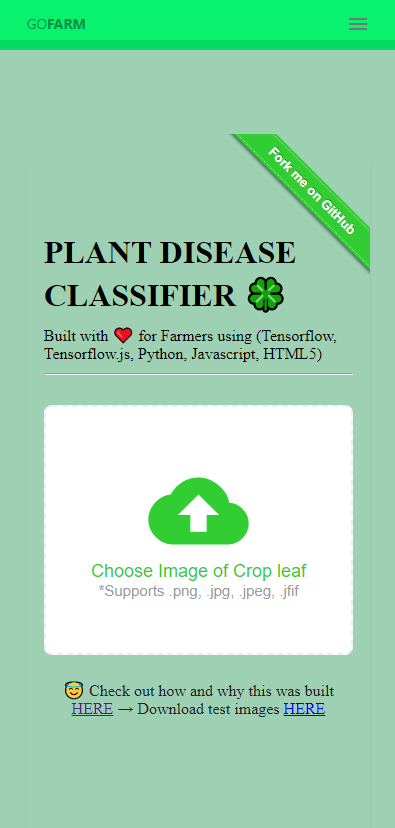 GOFARM
Fork me on GitHub
PLANT DISEASE
CLASSIFIER 🍀
Built with ❤️ for Farmers using (Tensorflow,
Tensorflow.js, Python, Javascript, HTML5)
Choose Image of Crop leaf
*Supports .png, .jpg, .jpeg, .jfif
😇 Check out how and why this was built
HERE → Download test images HERE